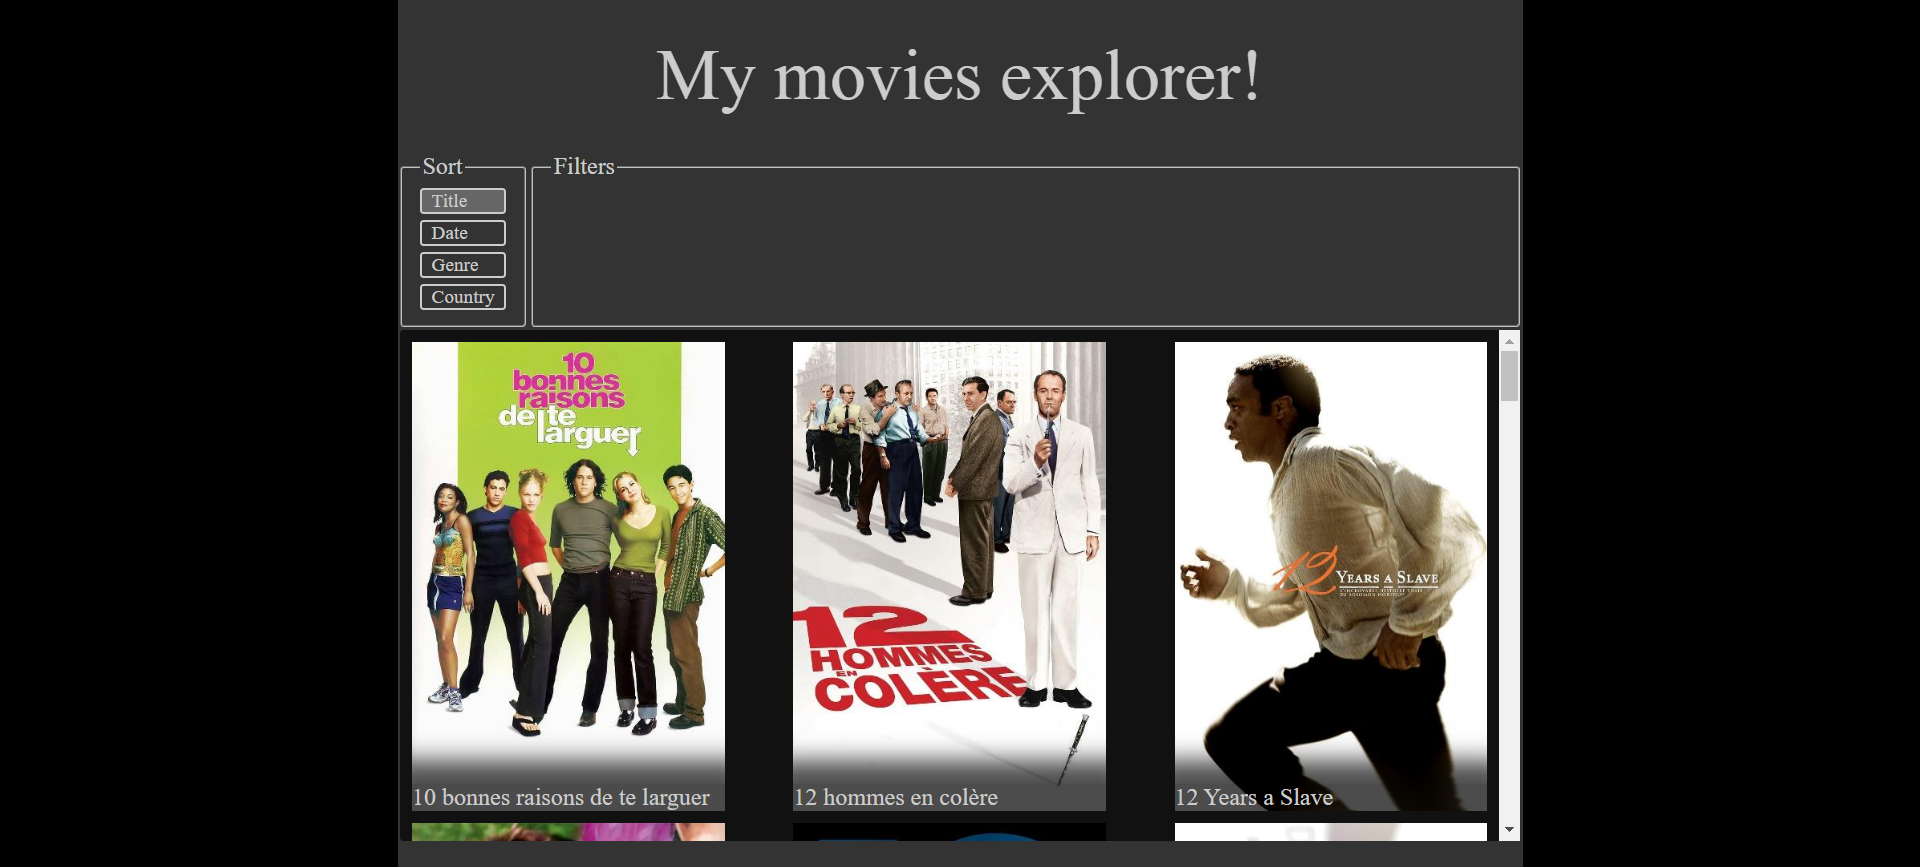 My movies explorer!
Sort
Filters
Title
Date
Genre
Country
10
bonnes
raisons
de te
larguer
12
HOMMES
EN
COLÈRE
12 YEARS A SLAVE
10 bonnes raisons de te larguer
12 hommes en colère
12 Years a Slave